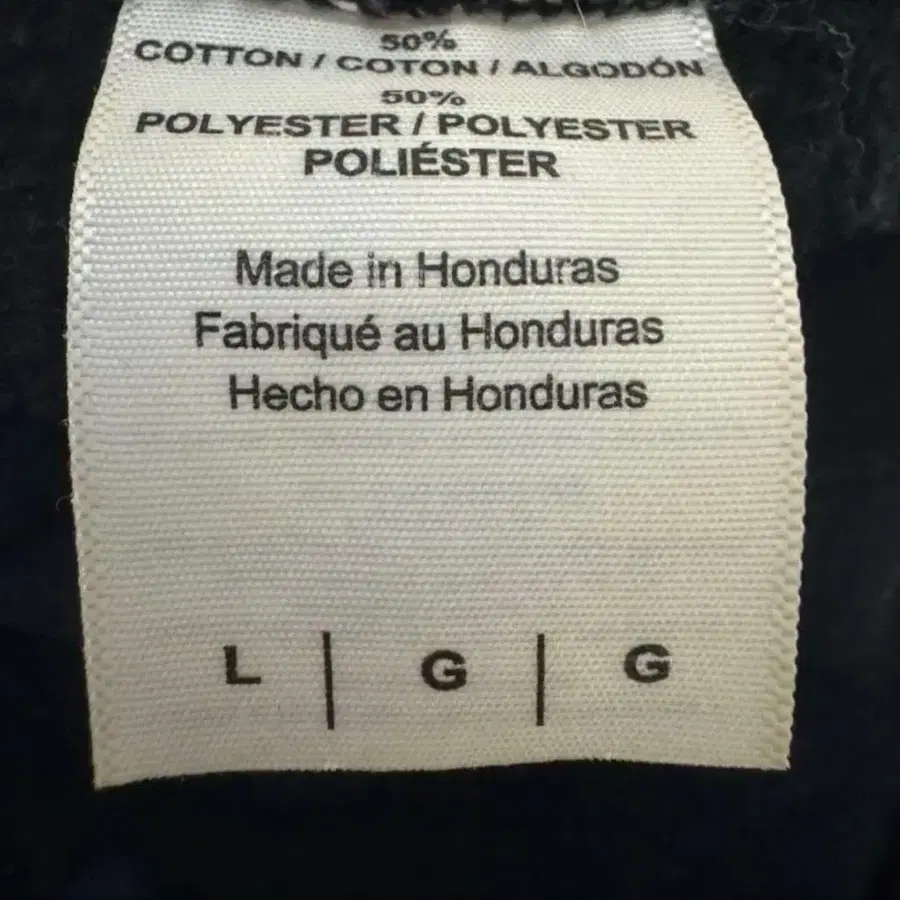 50%
COTTON / COTON / ALGODÓN
50%
POLYESTER / POLYESTER
POLIÉSTER
Made in Honduras
Fabriqué au Honduras
Hecho en Honduras
L | G | G